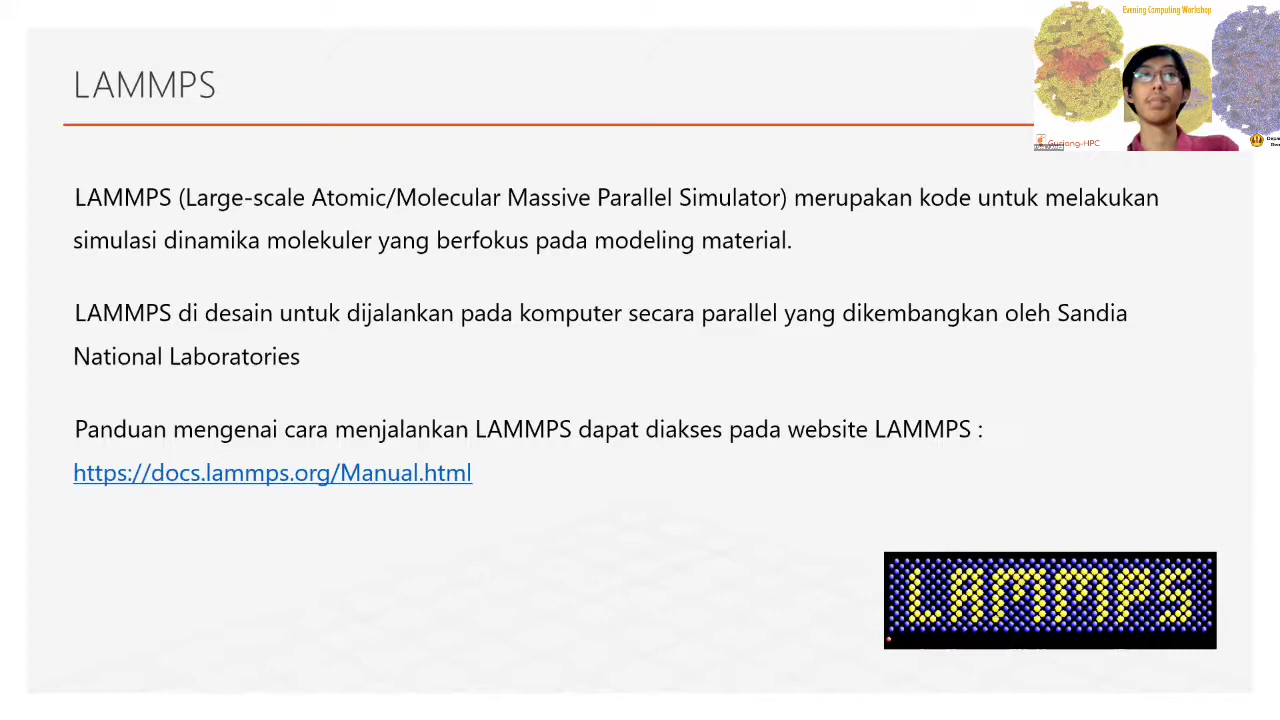 Evening Computing Workshop
LAMMPS
Gunjang-HPC
LAMMPS (Large-scale Atomic/Molecular Massive Parallel Simulator) merupakan kode untuk melakukan
simulasi dinamika molekuler yang berfokus pada modeling material.
LAMMPS di desain untuk dijalankan pada komputer secara parallel yang dikembangkan oleh Sandia
National Laboratories
Panduan mengenai cara menjalankan LAMMPS dapat diakses pada website LAMMPS :
https://docs.lammps.org/Manual.html
LAMMPS